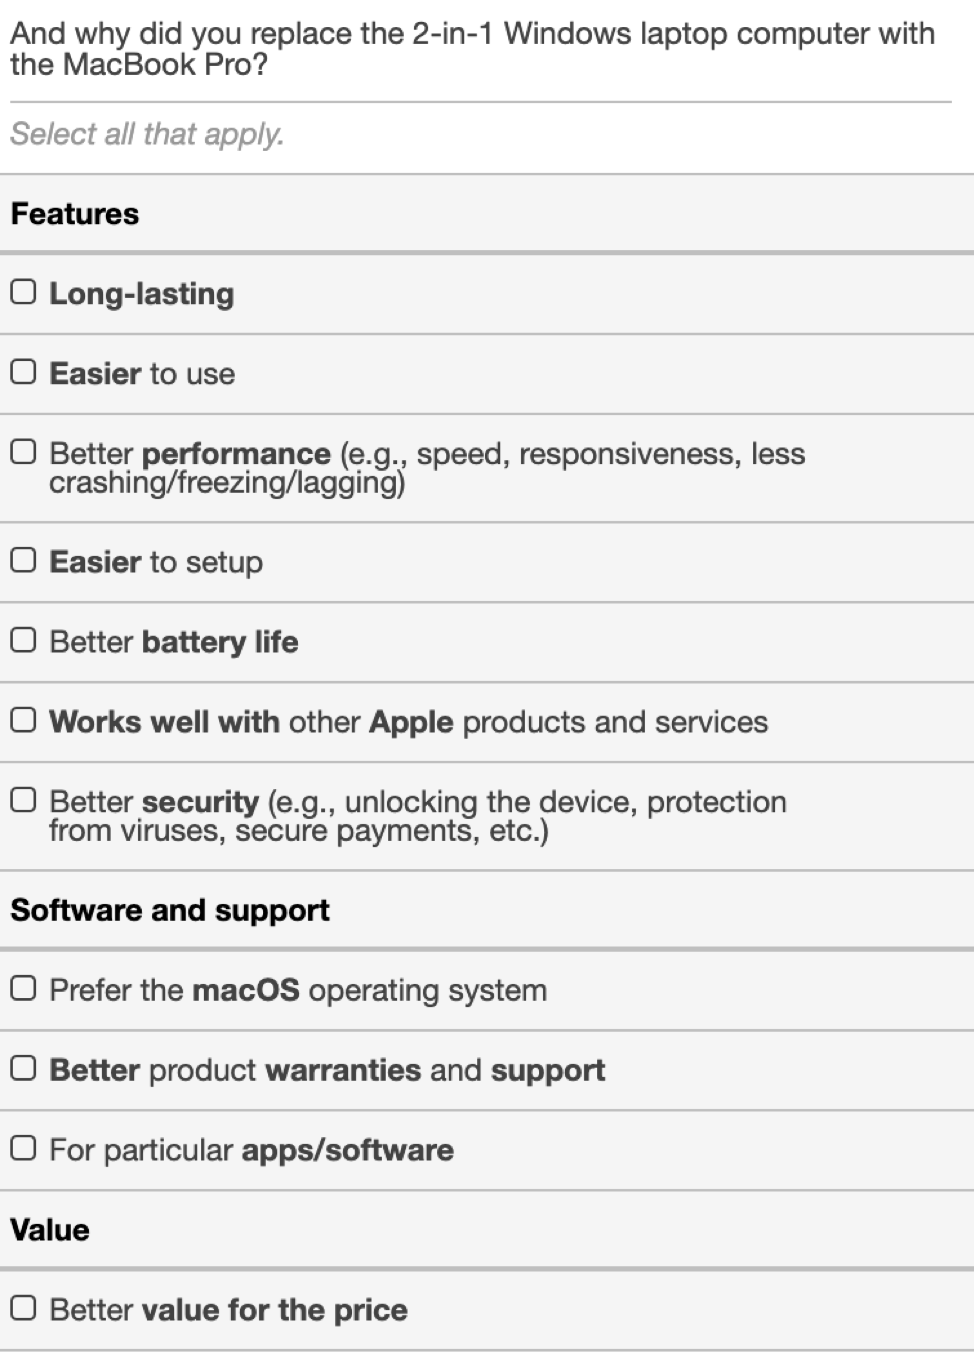 And why did you replace the 2-in-1 Windows laptop computer with
the MacBook Pro?
Select all that apply.
Features
Long-lasting
Easier to use
Better performance (e.g., speed, responsiveness, less
crashing/freezing/lagging)
Easier to setup
Better battery life
Works well with other Apple products and services
Better security (e.g., unlocking the device, protection
from viruses, secure payments, etc.)
Software and support
Prefer the macOS operating system
Better product warranties and support
For particular apps/software
Value
Better value for the price